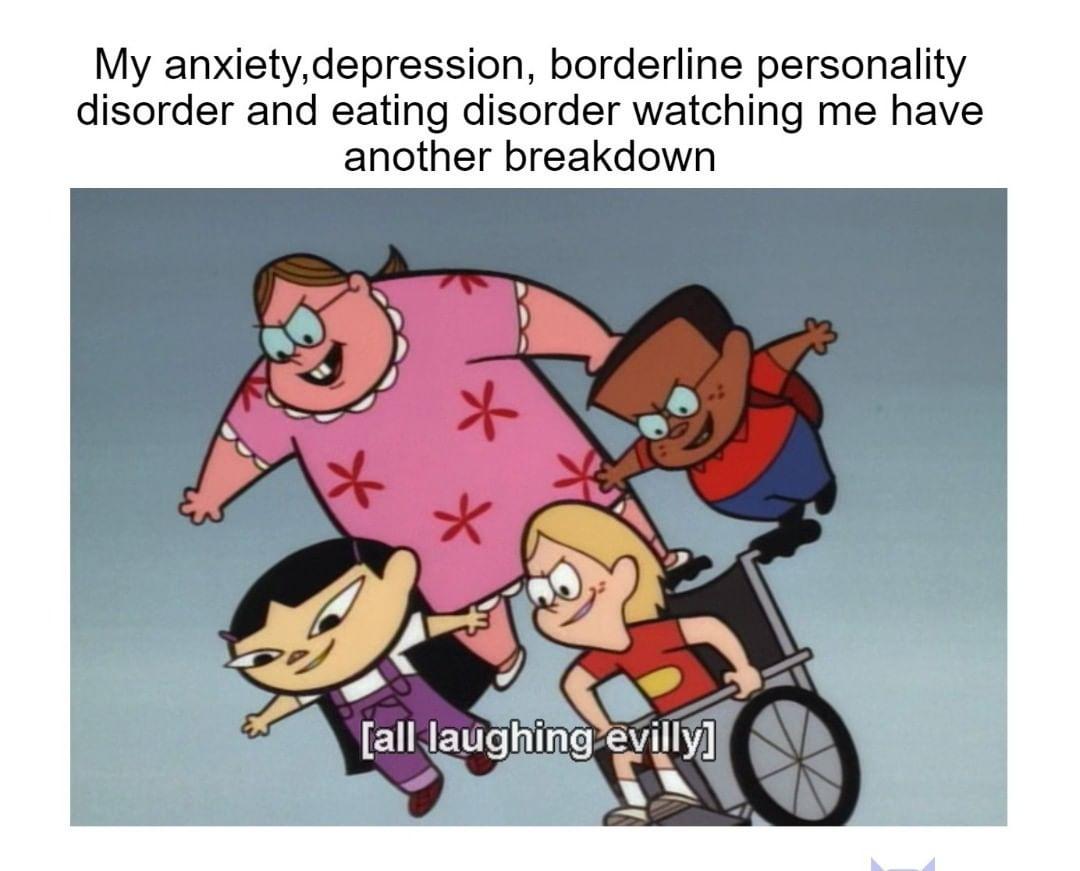 My anxiety,depression, borderline personality
disorder and eating disorder watching me have
another breakdown
[all laughing evilly]